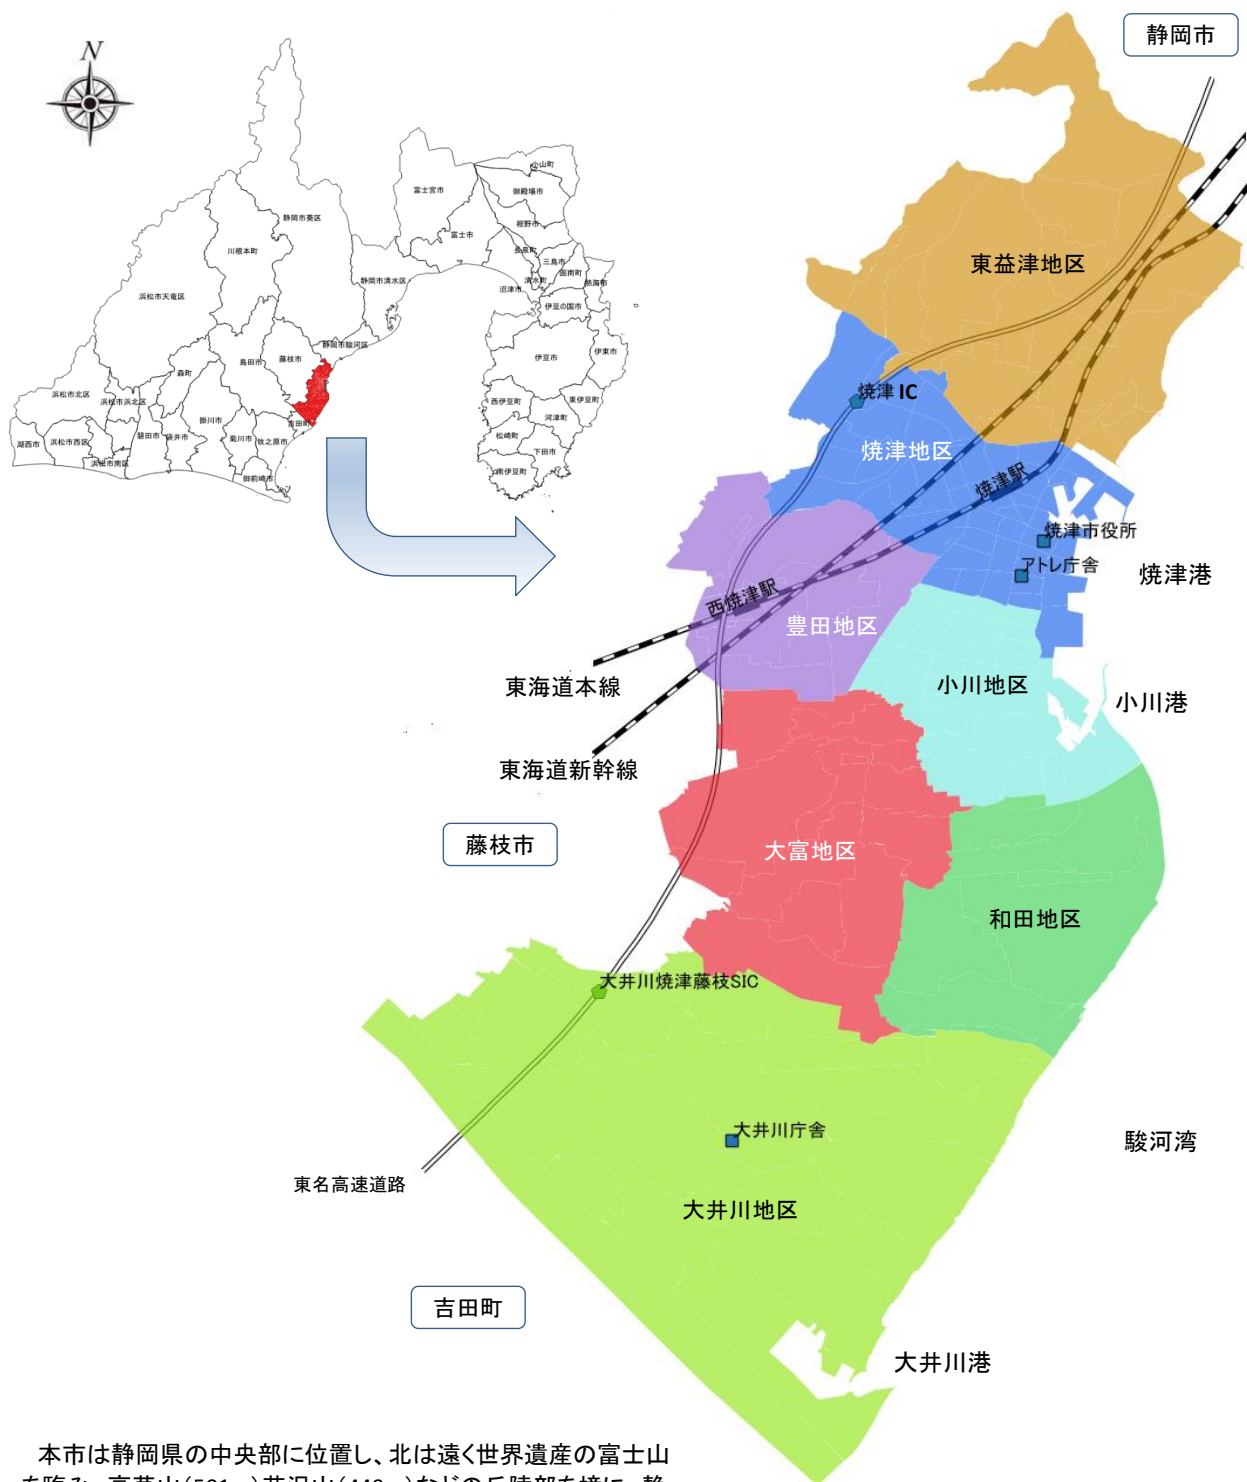 静岡市
N
小山町
富士宮市
御殿場市
裾野市
静岡市葵区
富士市
川根本町
長泉町
三島市
函南町
静岡市清水区
沼津市
清水町
熱海市
浜松市天竜区
伊豆の国市
静岡市駿河区
伊豆市
伊東市
島田市
藤枝市
森町
浜松市北区
浜松市浜北区
西伊豆町
東伊豆町
河津町
掛川市
吉田町
磐田市
袋井市
菊川市
牧之原市
松崎町
湖西市
浜松市西区
下田市
浜松市南区
南伊豆町
御前崎市
東益津地区
焼津 IC
焼津地区
焼津駅
焼津市役所
アトレ庁舎
焼津港
西焼津駅
豊田地区
東海道本線
小川地区
小川港
東海道新幹線
藤枝市
大富地区
和田地区
大井川焼津藤枝SIC
大井川庁舎
駿河湾
東名高速道路
大井川地区
吉田町
大井川港
本市は静岡県の中央部に位置し、北は遠く世界遺産の富士山